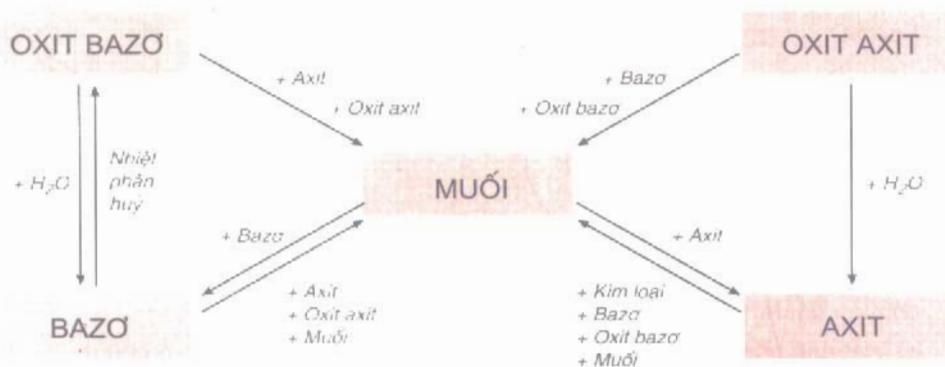 OXIT BAZƠ
OXIT AXIT
+ Axit
+ Oxit axit
+ Bazơ
+ Oxit bazơ
+ H₂O
Nhiệt
phân
huỷ
MUỐI
+ H₂O
+ Bazơ
+ Axit
+ Axit
+ Oxit axit
+ Muối
+ Kim loại
+ Bazơ
+ Oxit bazơ
+ Muối
BAZƠ
AXIT